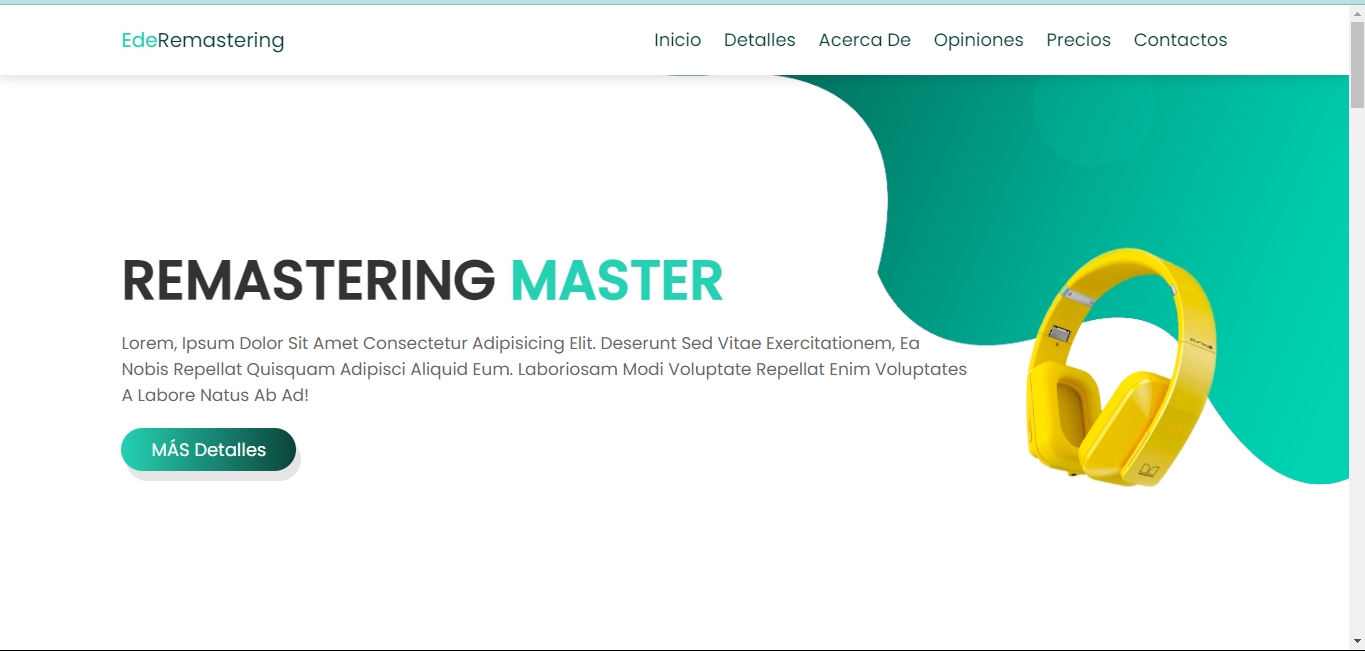 EdeRemastering
Inicio Detalles Acerca De Opiniones Precios Contactos
REMASTERING MASTER
Lorem, Ipsum Dolor Sit Amet Consectetur Adipisicing Elit. Deserunt Sed Vitae Exercitationem, Ea
Nobis Repellat Quisquam Adipisci Aliquid Eum. Laboriosam Modi Voluptate Repellat Enim Voluptates
A Labore Natus Ab Ad!
MÁS Detalles